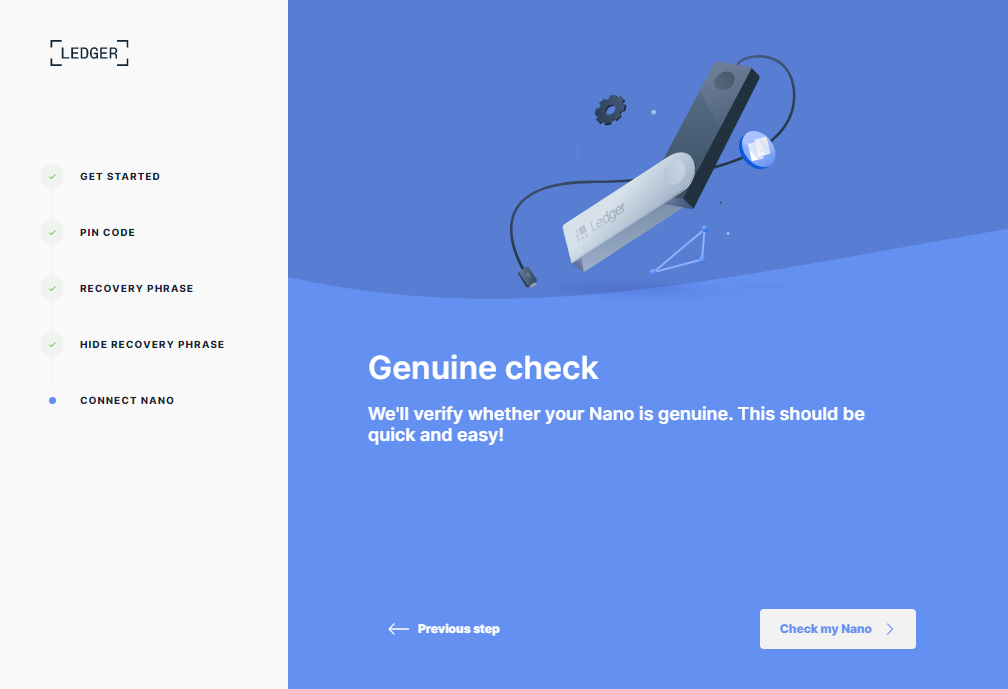 LEDGER
GET STARTED
PIN CODE
RECOVERY PHRASE
HIDE RECOVERY PHRASE
CONNECT NANO
Ledger
Genuine check
We'll verify whether your Nano is genuine. This should be
quick and easy!
Previous step
Check my Nano